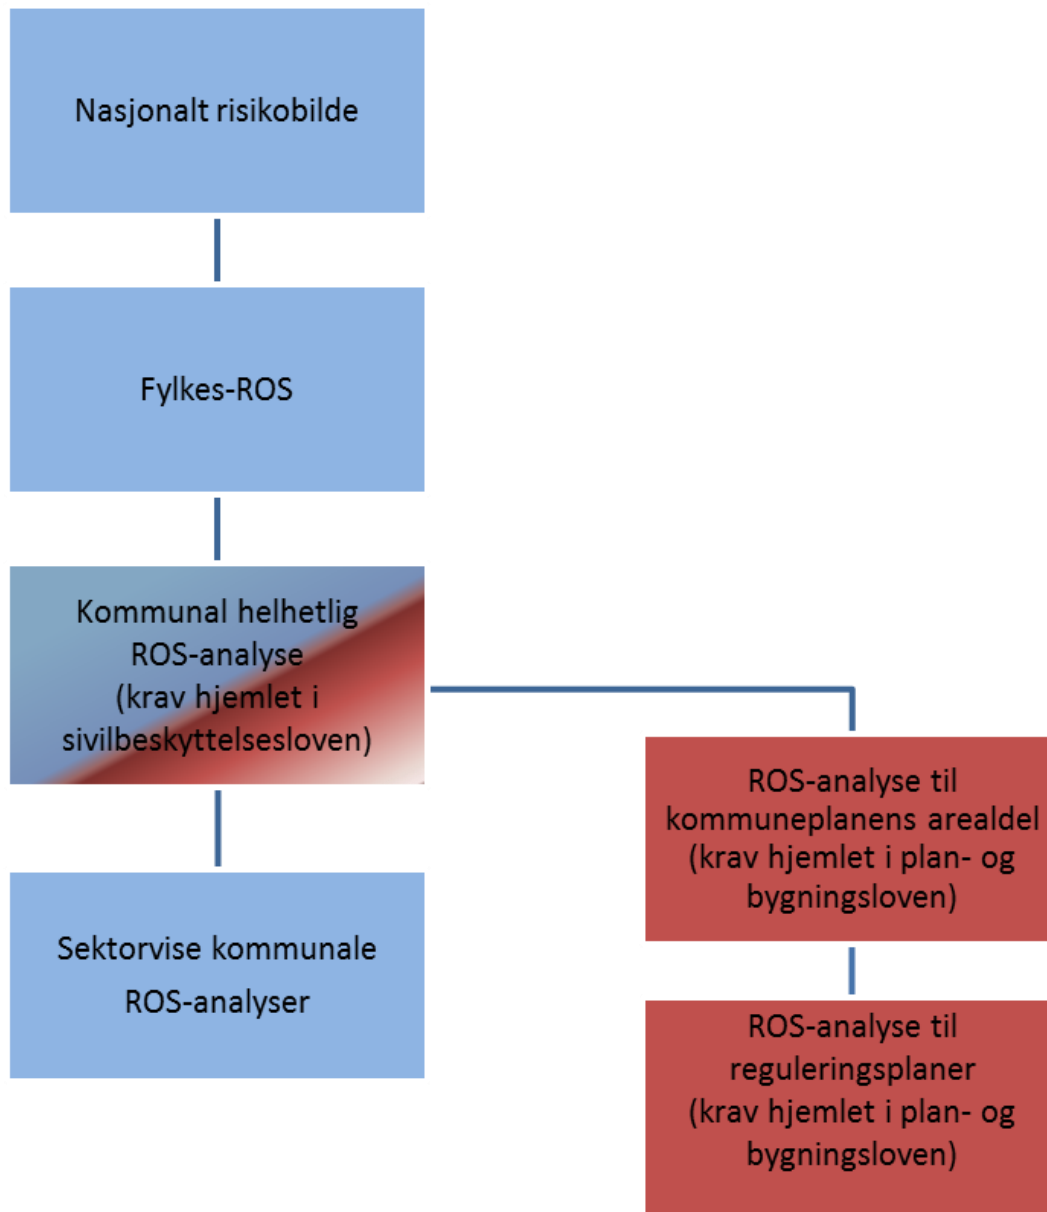 Nasjonalt risikobilde
Fylkes-ROS
Kommunal helhetlig
ROS-analyse
(krav hjemlet i
sivilbeskyttelsesloven)
Sektorvise kommunale
ROS-analyser
ROS-analyse til
kommuneplanens arealdel
(krav hjemlet i plan- og
bygningsloven)
ROS-analyse til
reguleringsplaner
(krav hjemlet i plan- og
bygningsloven)